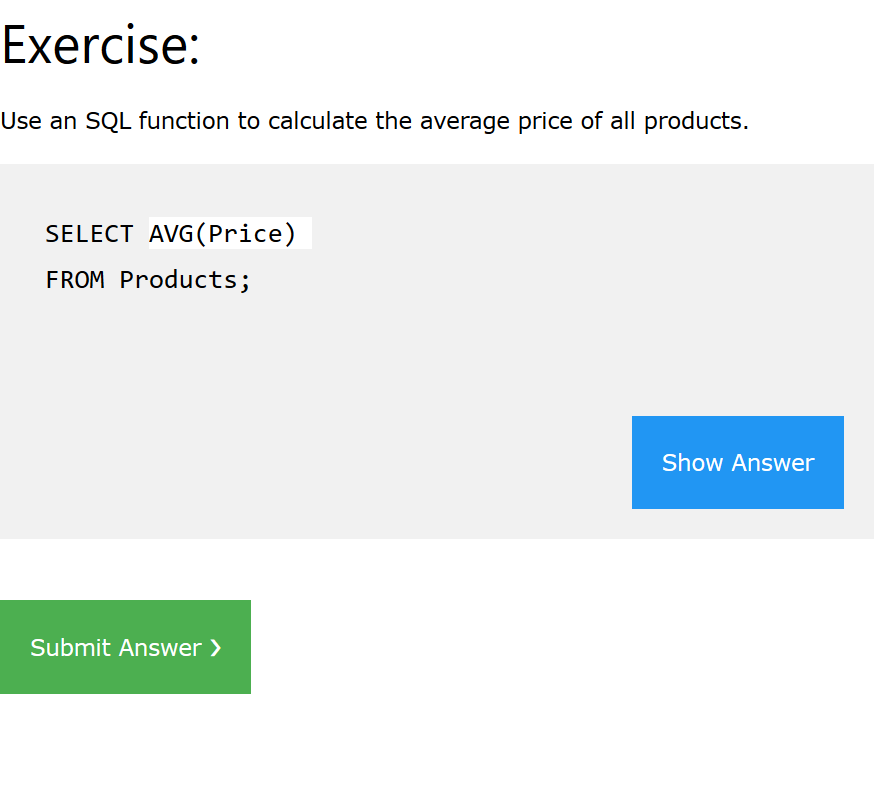 Exercise:
Use an SQL function to calculate the average price of all products.
SELECT AVG(Price)
FROM Products;
Show Answer
Submit Answer ❯